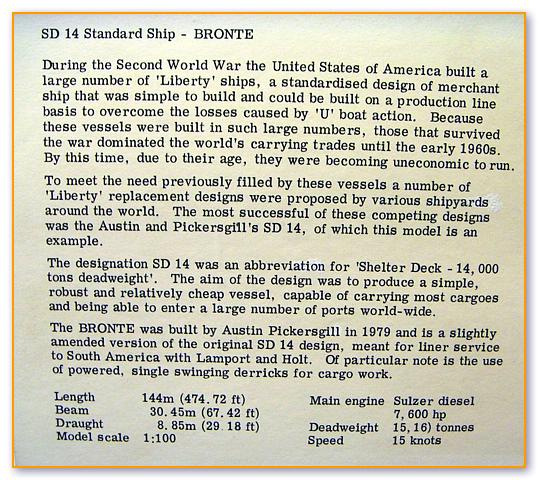 SD 14 Standard Ship - BRONTE
During the Second World War the United States of America built a
large number of 'Liberty' ships, a standardised design of merchant
ship that was simple to build and could be built on a production line
basis to overcome the losses caused by 'U' boat action. Because
these vessels were built in such large numbers, those that survived
the war dominated the world's carrying trades until the early 1960s.
By this time, due to their age, they were becoming uneconomic to run.
To meet the need previously filled by these vessels a number of
'Liberty' replacement designs were proposed by various shipyards
around the world. The most successful of these competing designs
was the Austin and Pickersgill's SD 14, of which this model is an
example.
The designation SD 14 was an abbreviation for 'Shelter Deck - 14,000
tons deadweight'. The aim of the design was to produce a simple,
robust and relatively cheap vessel, capable of carrying most cargoes
and being able to enter a large number of ports world-wide.
The BRONTE was built by Austin Pickersgill in 1979 and is a slightly
amended version of the original SD 14 design, meant for liner service
to South America with Lamport and Holt. Of particular note is the use
of powered, single swinging derricks for cargo work.
Length 144m (474.72 ft) Main engine Sulzer diesel
Beam 30.45m (67.42 ft) 7,600 hp
Draught 8.85m (29.18 ft) Deadweight 15,16) tonnes
Model scale 1:100 Speed 15 knots